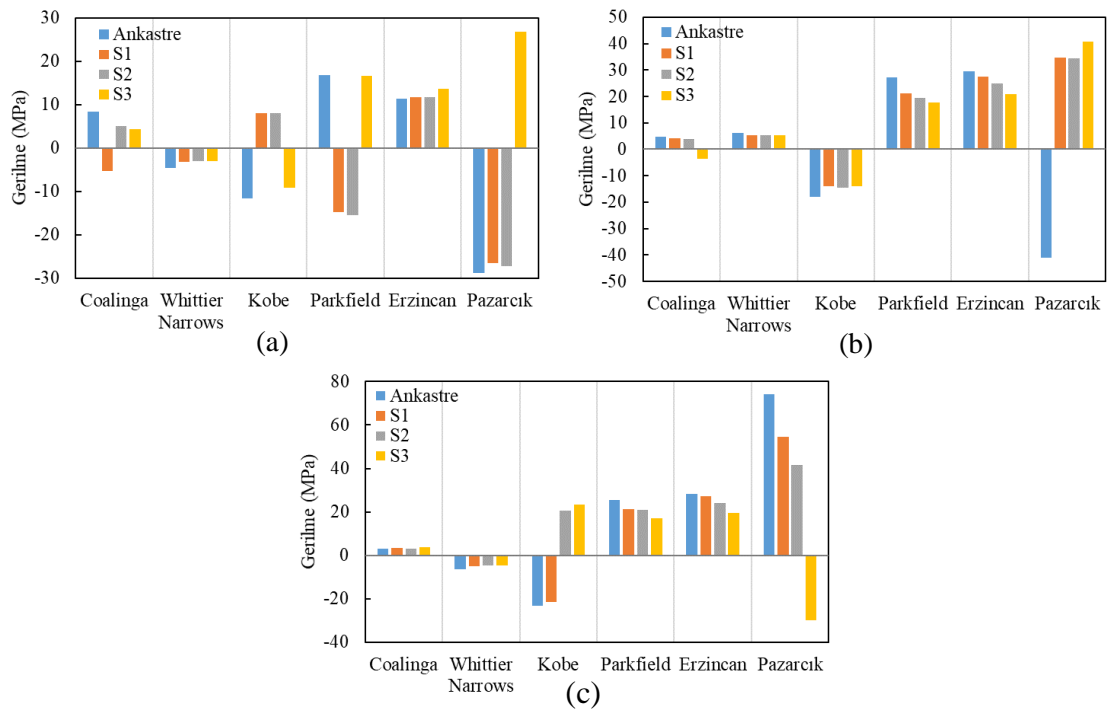 30
20
10
0
-10
-20
-30
Gerilme (MPa)
Ankastre
S1
S2
S3
Coalinga Whittier Narrows Kobe Parkfield Erzincan Pazarcık
(a)
50
40
30
20
10
0
-10
-20
-30
-40
-50
Gerilme (MPa)
Ankastre
S1
S2
S3
Coalinga Whittier Narrows Kobe Parkfield Erzincan Pazarcık
(b)
80
60
40
20
0
-20
-40
Gerilme (MPa)
Ankastre
S1
S2
S3
Coalinga Whittier Narrows Kobe Parkfield Erzincan Pazarcık
(c)